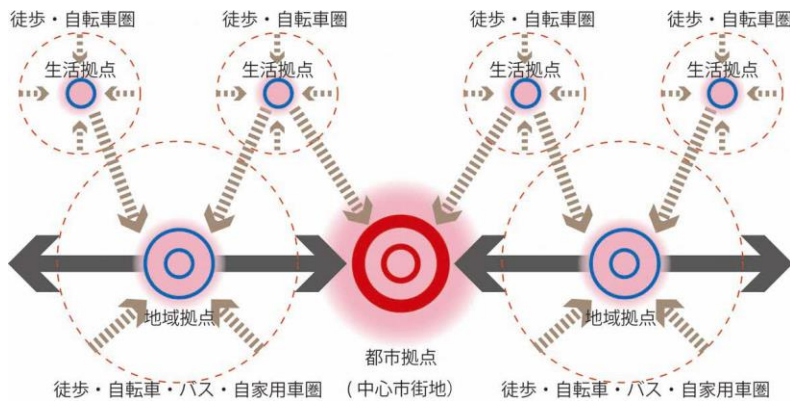 徒歩・自転車圏
徒歩・自転車圏
徒歩・自転車圏
徒歩・自転車圏
生活拠点
生活拠点
生活拠点
生活拠点
地域拠点
地域拠点
都市拠点
(中心市街地)
徒歩・自転車・バス・自家用車圏
徒歩・自転車・バス・自家用車圏